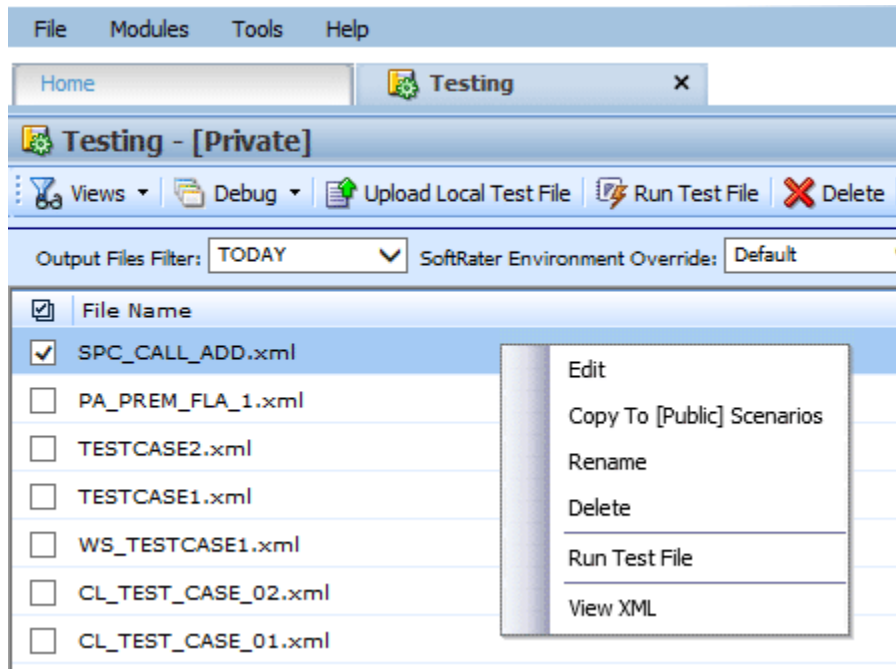 File Modules Tools Help
Home Testing x
Testing - [Private]
Views Debug Upload Local Test File Run Test File Delete
Output Files Filter: TODAY SoftRater Environment Override: Default
File Name
SPC_CALL_ADD.xml
PA_PREM_FLA_1.xml
TESTCASE2.xml
TESTCASE1.xml
WS_TESTCASE1.xml
CL_TEST_CASE_02.xml
CL_TEST_CASE_01.xml
Edit
Copy To [Public] Scenarios
Rename
Delete
Run Test File
View XML